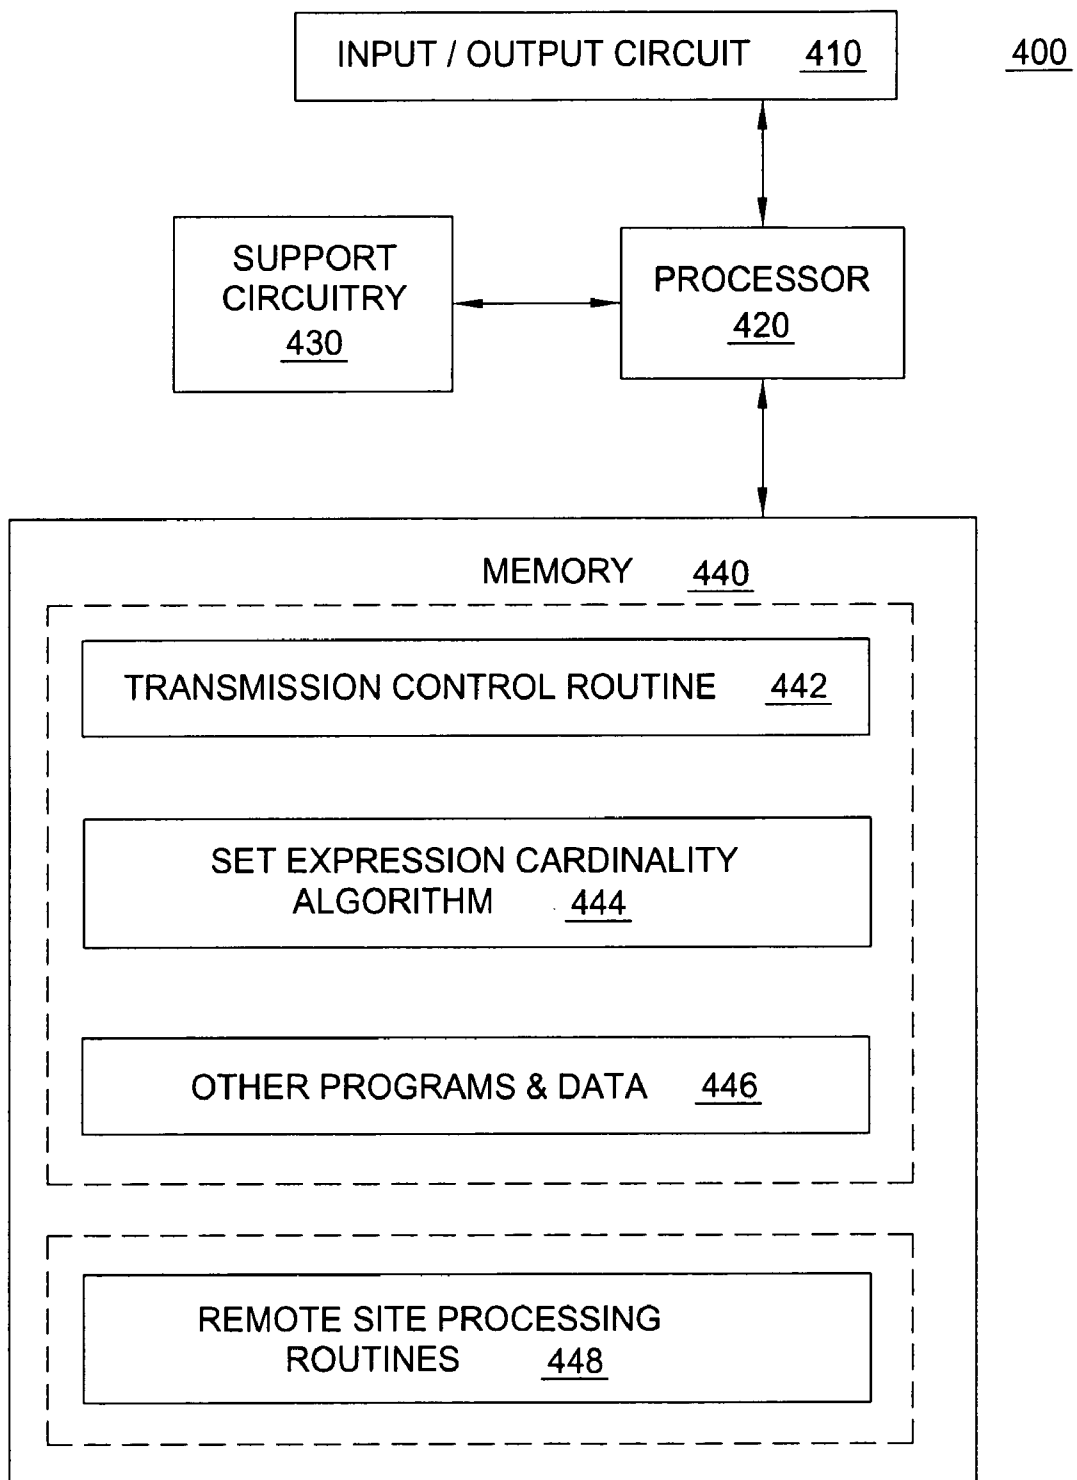 INPUT / OUTPUT CIRCUIT 410
400
SUPPORT
CIRCUITRY
430
PROCESSOR
420
MEMORY 440
TRANSMISSION CONTROL ROUTINE 442
SET EXPRESSION CARDINALITY
ALGORITHM 444
OTHER PROGRAMS & DATA 446
REMOTE SITE PROCESSING
ROUTINES 448